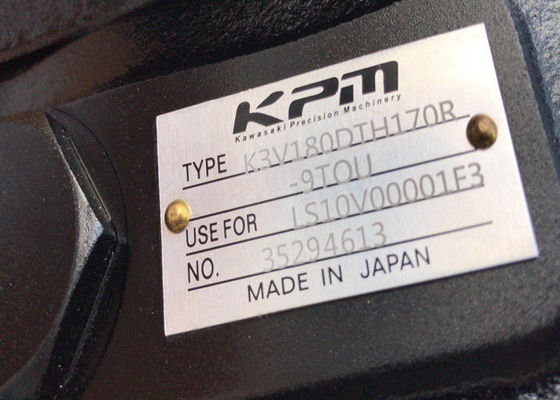 KPM
Kawasaki Precision Machinery
TYPE K3V180DTH170R
-9TOU
USE FOR LS10V00001F3
NO. 35294613
MADE IN JAPAN